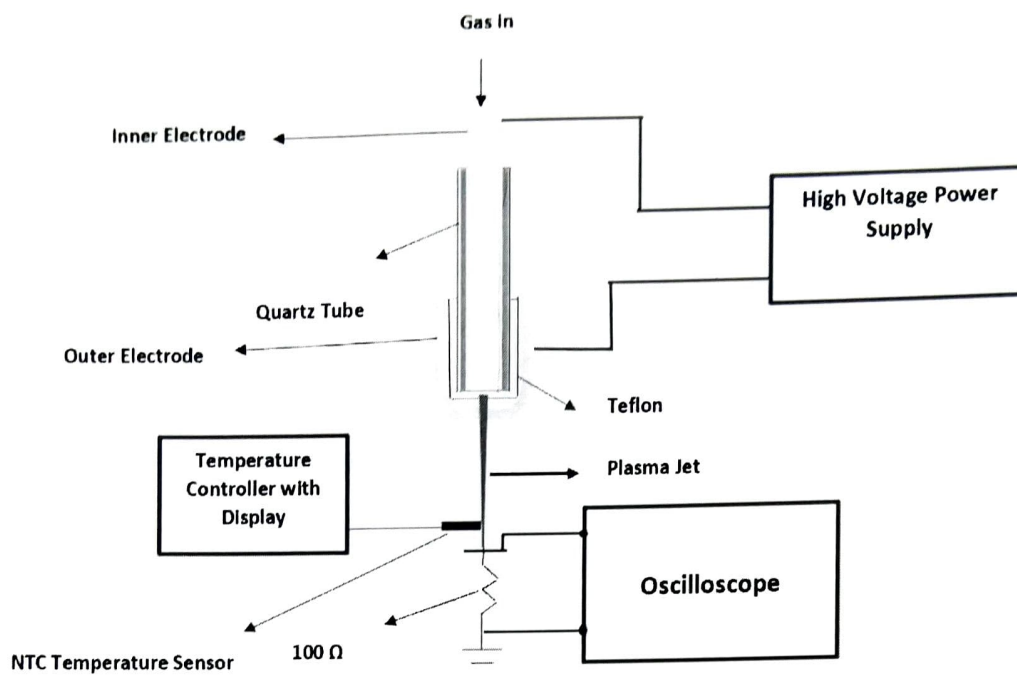 Gas In
Inner Electrode
High Voltage Power
Supply
Quartz Tube
Outer Electrode
Teflon
Temperature
Controller with
Display
Plasma Jet
Oscilloscope
100 Ω
NTC Temperature Sensor